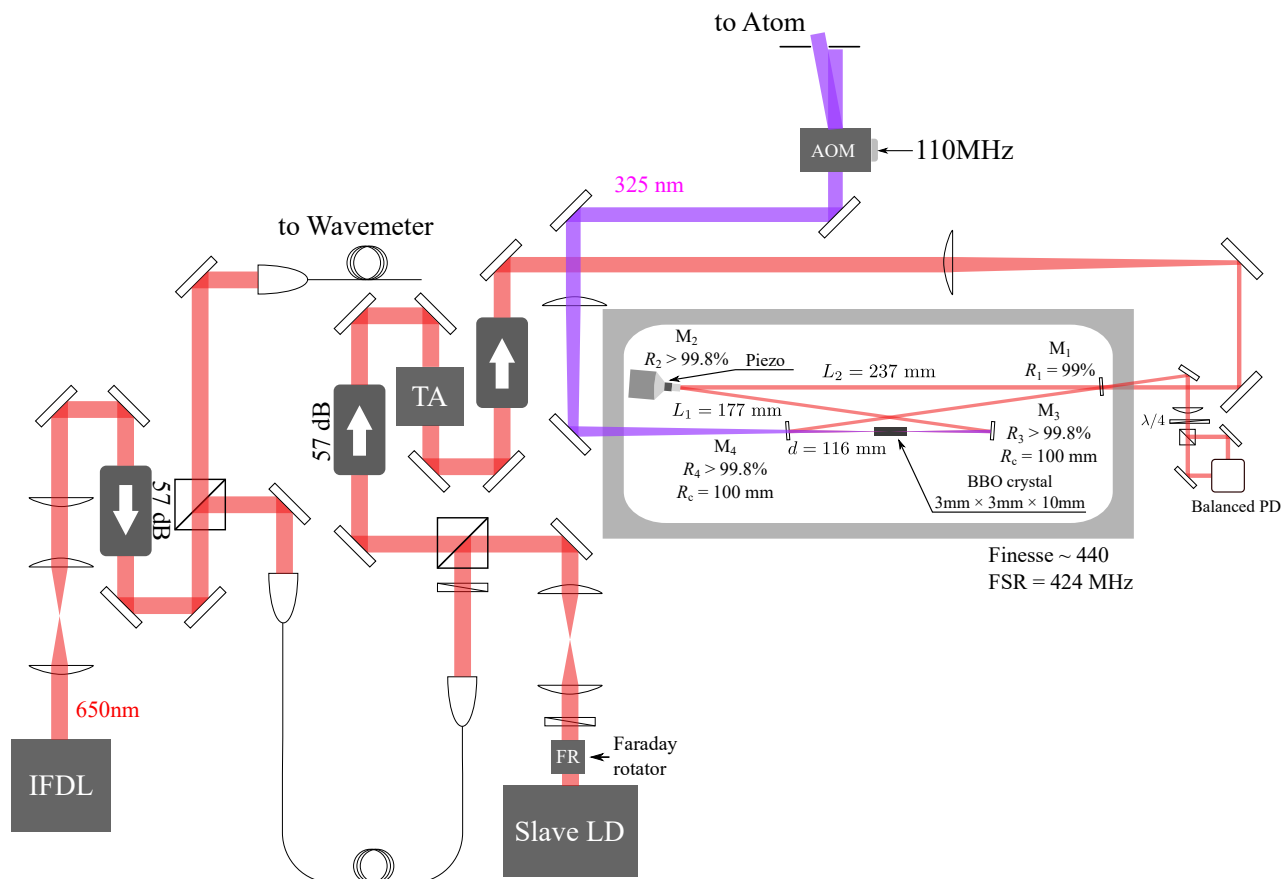 to Atom
AOM
110MHz
325 nm
to Wavemeter
M2
R2 > 99.8%
Piezo
L2 = 237 mm
M1
R1 = 99%
L1 = 177 mm
M3
R3 > 99.8%
Rc = 100 mm
M4
R4 > 99.8%
Rc = 100 mm
d = 116 mm
BBO crystal
3mm × 3mm × 10mm
λ/4
Balanced PD
Finesse ~ 440
FSR = 424 MHz
TA
57 dB
57 dB
650nm
IFDL
FR
Faraday
rotator
Slave LD